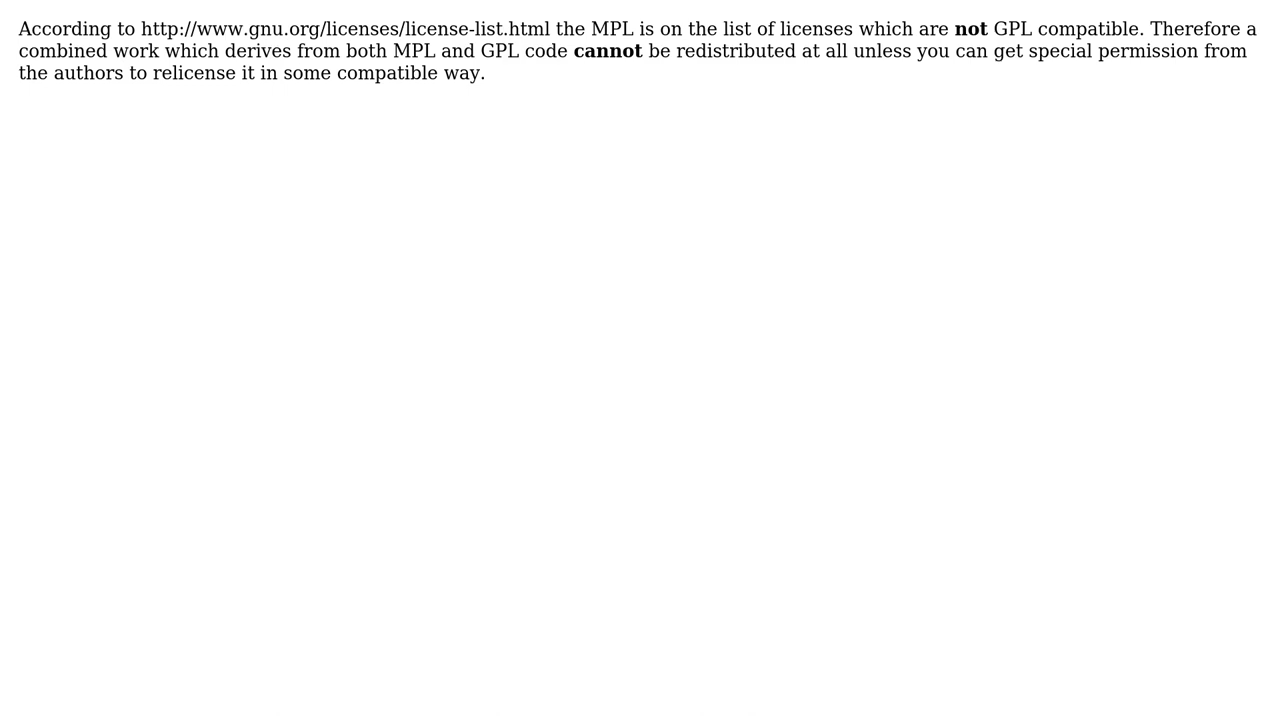 According to http://www.gnu.org/licenses/license-list.html the MPL is on the list of licenses which are not GPL compatible. Therefore a
combined work which derives from both MPL and GPL code cannot be redistributed at all unless you can get special permission from
the authors to relicense it in some compatible way.